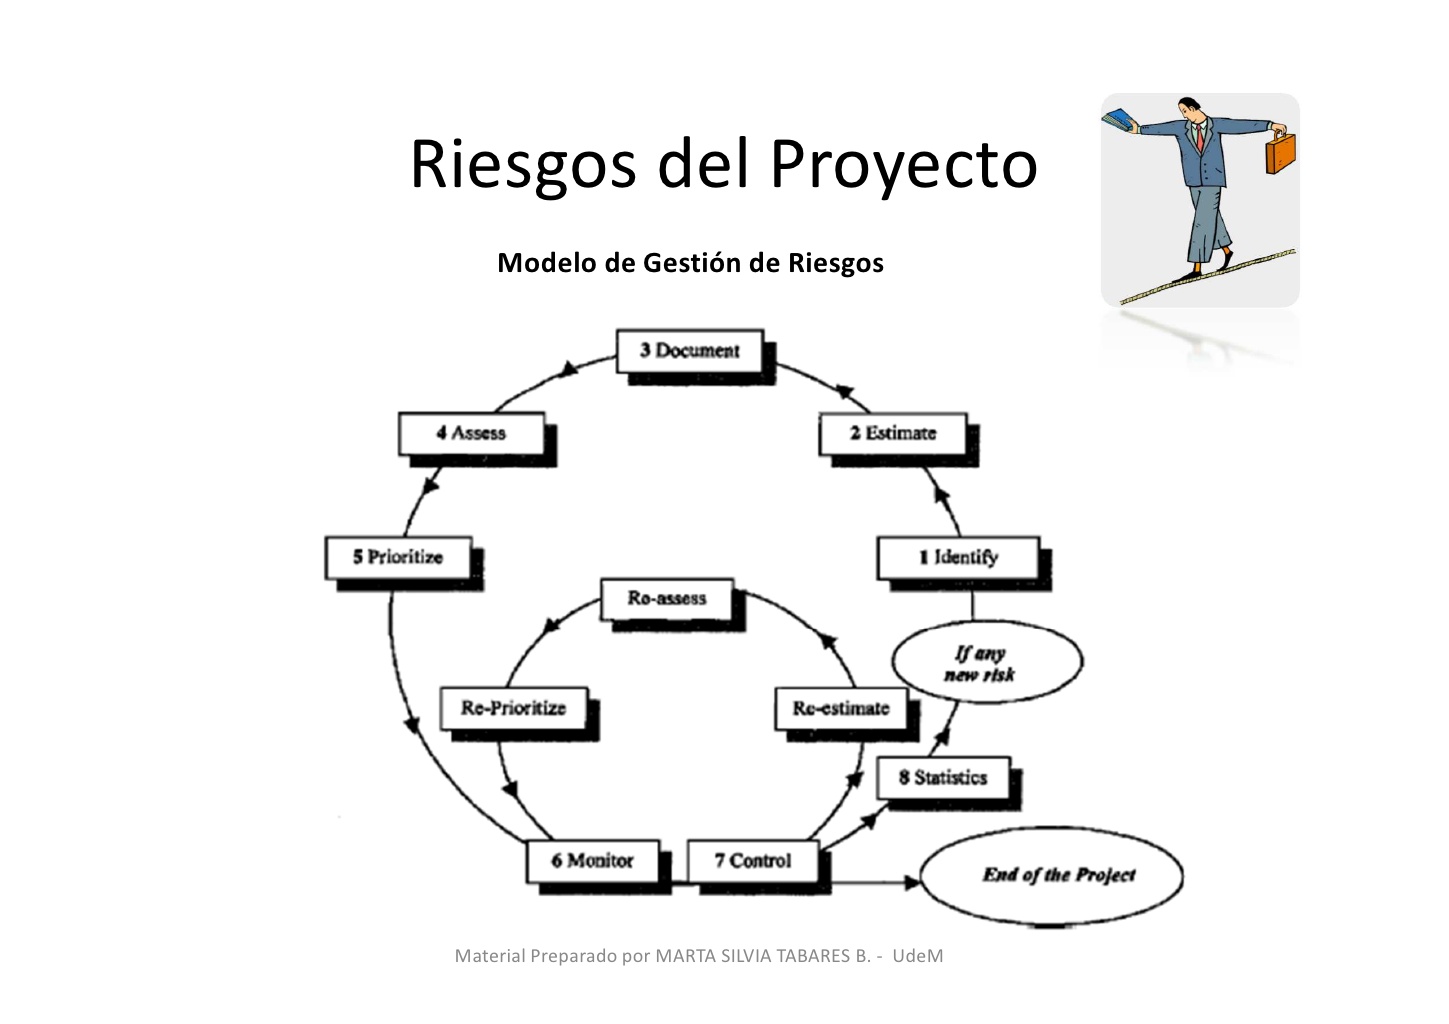 Riesgos del Proyecto
Modelo de Gestión de Riesgos
3 Document
4 Assess
2 Estimate
5 Prioritize
1 Identify
Re-assess
If any
new risk
Re-Prioritize
Re-estimate
8 Statistics
6 Monitor
7 Control
End of the Project
Material Preparado por MARTA SILVIA TABARES B. - UdeM